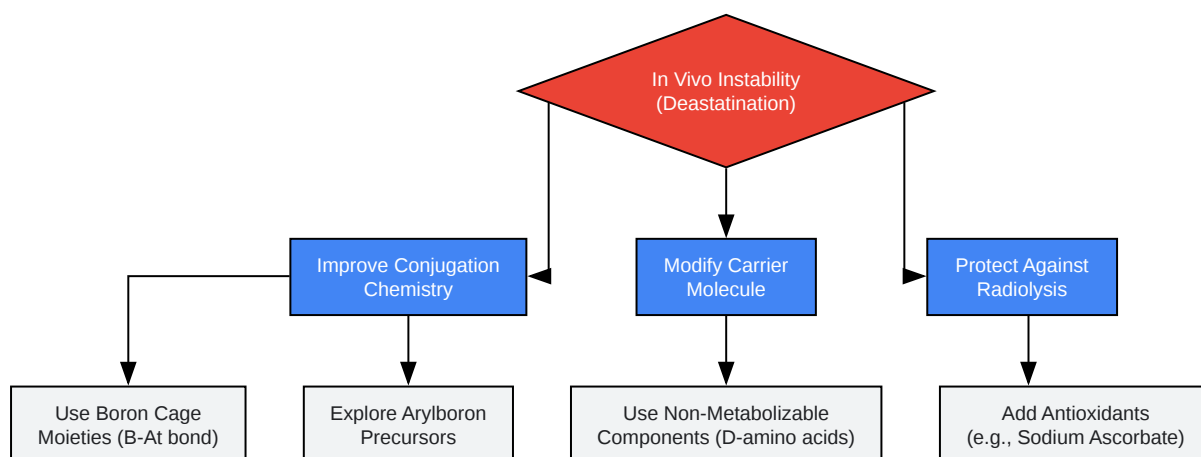 In Vivo Instability
(Deastatination)
Improve Conjugation
Chemistry
Modify Carrier
Molecule
Protect Against
Radiolysis
Use Boron Cage
Moieties (B-At bond)
Explore Arylboron
Precursors
Use Non-Metabolizable
Components (D-amino acids)
Add Antioxidants
(e.g., Sodium Ascorbate)